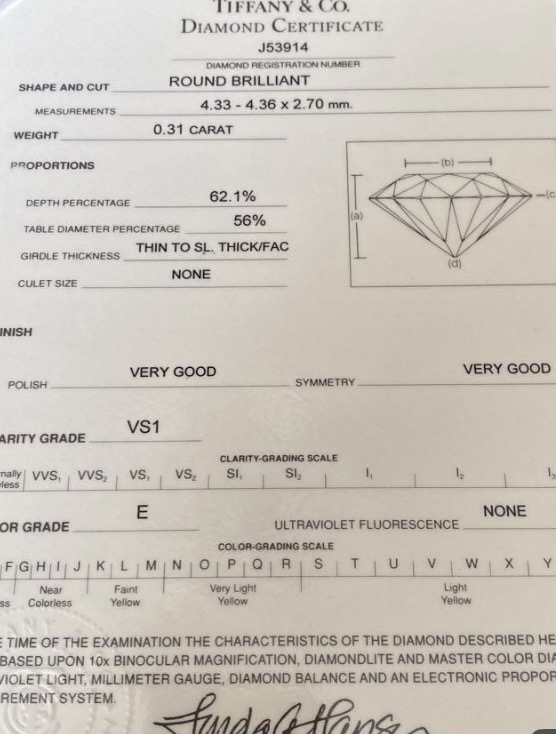 TIFFANY & CO.
DIAMOND CERTIFICATE
J53914
DIAMOND REGISTRATION NUMBER
SHAPE AND CUT ROUND BRILLIANT
MEASUREMENTS 4.33 - 4.36 x 2.70 mm.
WEIGHT 0.31 CARAT
PROPORTIONS
DEPTH PERCENTAGE 62.1%
TABLE DIAMETER PERCENTAGE 56%
GIRDLE THICKNESS THIN TO SL. THICK/FAC
CULET SIZE NONE
(b)
(a)
(c
(d)
INISH
POLISH VERY GOOD SYMMETRY VERY GOOD
ARITY GRADE VS1
CLARITY-GRADING SCALE
nally
less VVS₁ VVS₂ VS₁ VS₂ SI₁ SI₂ I₁ I₂ I₃
OR GRADE E ULTRAVIOLET FLUORESCENCE NONE
COLOR-GRADING SCALE
F G H I J K L M N O P Q R S T U V W X Y
ss Near Colorless Faint Yellow Very Light Yellow Light Yellow
E TIME OF THE EXAMINATION THE CHARACTERISTICS OF THE DIAMOND DESCRIBED HE
BASED UPON 10x BINOCULAR MAGNIFICATION, DIAMONDLITE AND MASTER COLOR DIA
VIOLET LIGHT, MILLIMETER GAUGE, DIAMOND BALANCE AND AN ELECTRONIC PROPOR
REMENT SYSTEM.